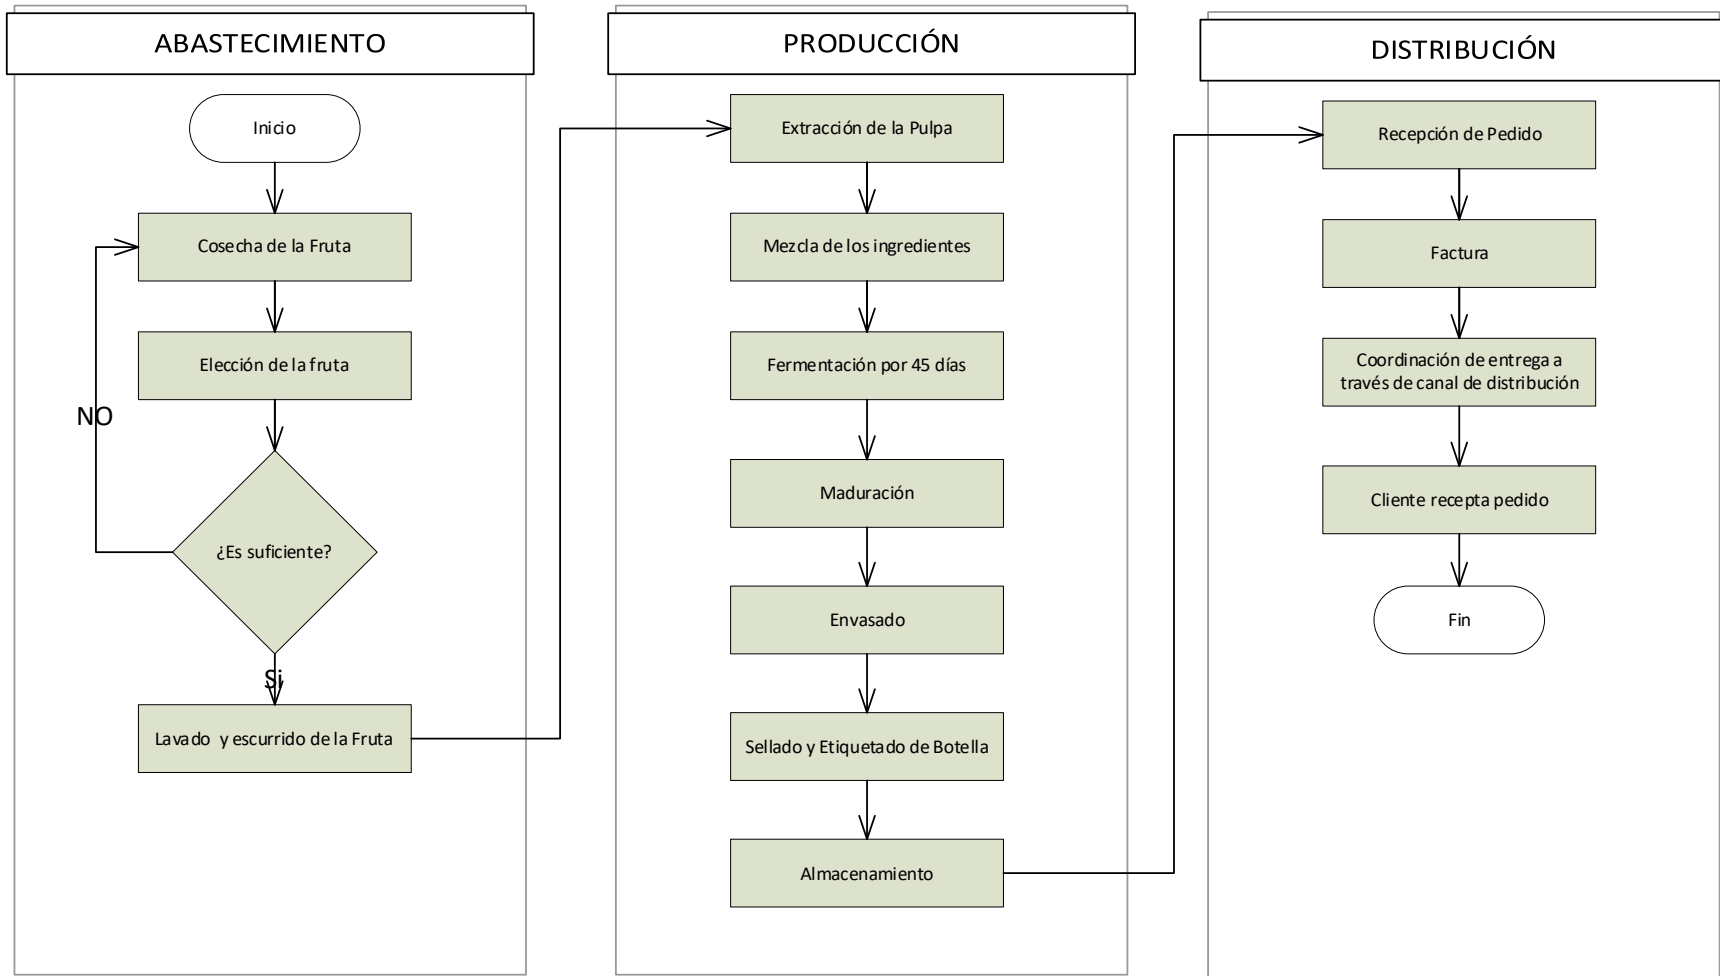 ABASTECIMIENTO
Inicio
Cosecha de la Fruta
Elección de la fruta
NO
¿Es suficiente?
Si
Lavado y escurrido de la Fruta
PRODUCCIÓN
Extracción de la Pulpa
Mezcla de los ingredientes
Fermentación por 45 días
Maduración
Envasado
Sellado y Etiquetado de Botella
Almacenamiento
DISTRIBUCIÓN
Recepción de Pedido
Factura
Coordinación de entrega a
través de canal de distribución
Cliente recepta pedido
Fin